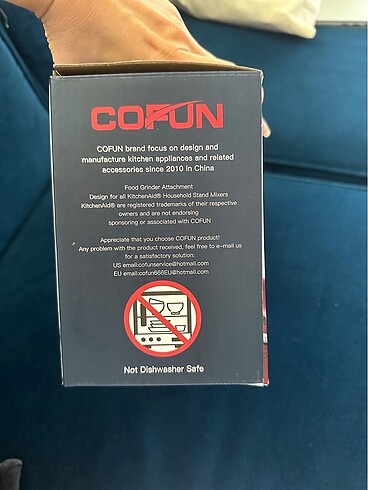 COFUN
COFUN brand focus on design and
manufacture kitchen appliances and related
accessories since 2010 in China
Food Grinder Attachment
Design for all KitchenAid® Household Stand Mixers
KitchenAid® are registered trademarks of their respective
owners and are not endorsing
sponsoring or associated with COFUN
Appreciate that you choose COFUN product!
Any problem with the product received, feel free to e-mail us
for a satisfactory solution:
US email:cofunservice@hotmail.com
EU email:cofun666EU@hotmail.com
Not Dishwasher Safe